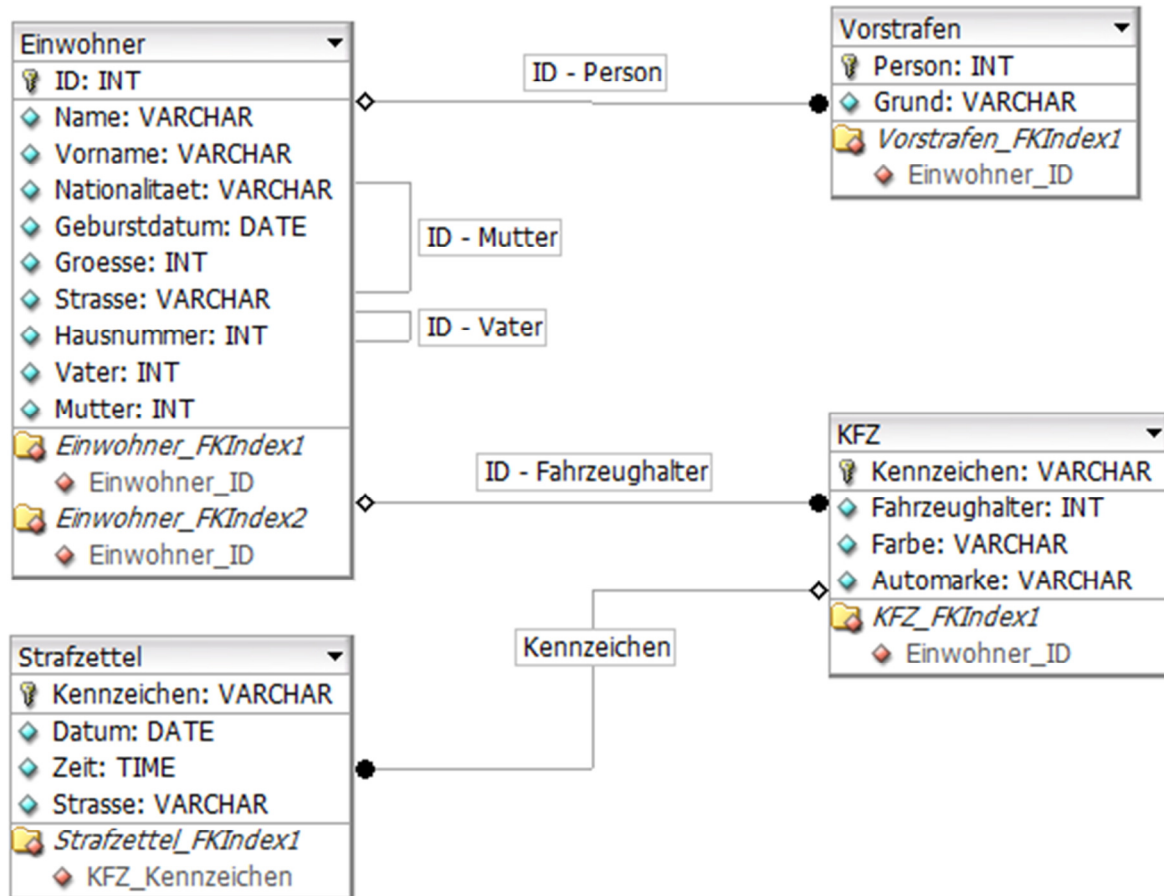 Einwohner
ID: INT
Name: VARCHAR
Vorname: VARCHAR
Nationalitaet: VARCHAR
Geburstdatum: DATE
Groesse: INT
Strasse: VARCHAR
Hausnummer: INT
Vater: INT
Mutter: INT
Einwohner_FKIndex1
Einwohner_ID
Einwohner_FKIndex2
Einwohner_ID
ID - Person
Vorstrafen
Person: INT
Grund: VARCHAR
Vorstrafen_FKIndex1
Einwohner_ID
ID - Mutter
ID - Vater
ID - Fahrzeughalter
KFZ
Kennzeichen: VARCHAR
Fahrzeughalter: INT
Farbe: VARCHAR
Automarke: VARCHAR
KFZ_FKIndex1
Einwohner_ID
Kennzeichen
Strafzettel
Kennzeichen: VARCHAR
Datum: DATE
Zeit: TIME
Strasse: VARCHAR
Strafzettel_FKIndex1
KFZ_Kennzeichen